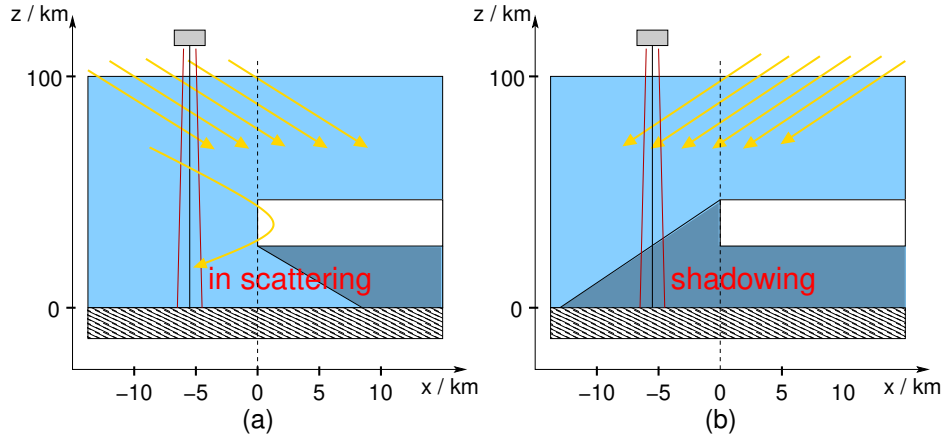 z / km
100
0
in scattering
−10 −5 0 5 10 x / km
(a)
z / km
100
0
shadowing
−10 −5 0 5 10 x / km
(b)